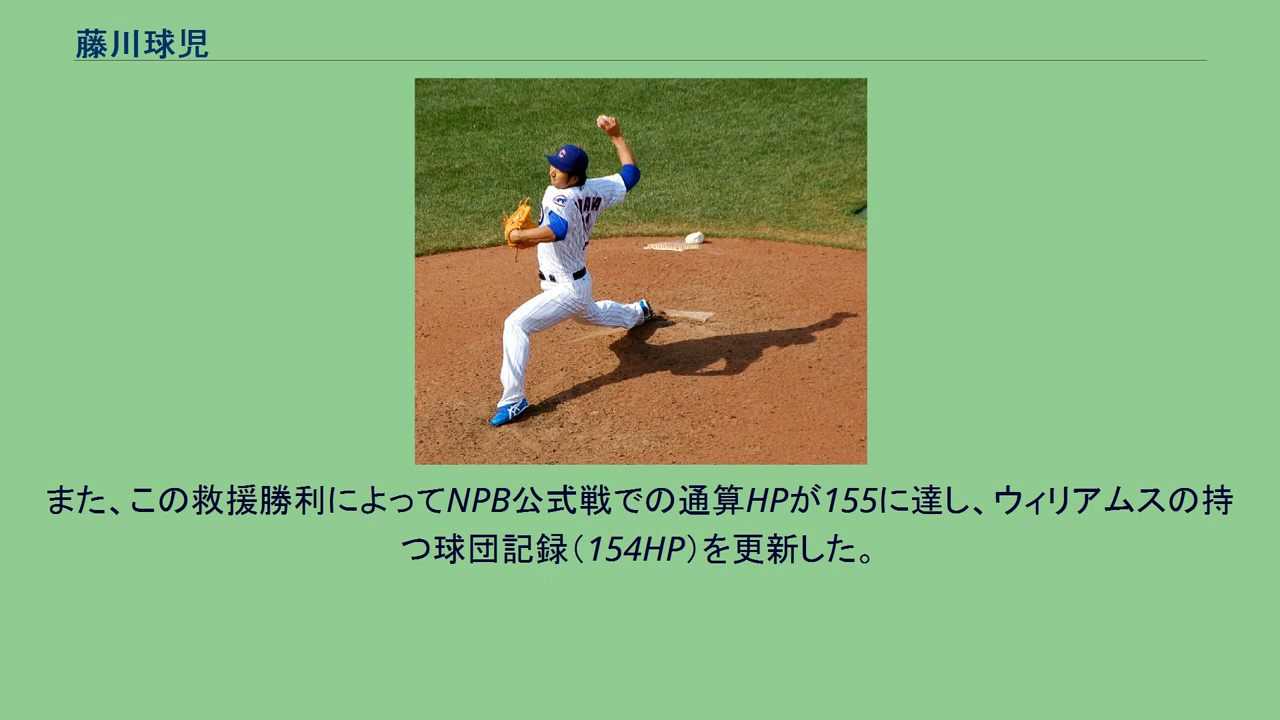 藤川球児
また、この救援勝利によってNPB公式戦での通算HPが155に達し、ウィリアムスの持
つ球団記録（154HP）を更新した。